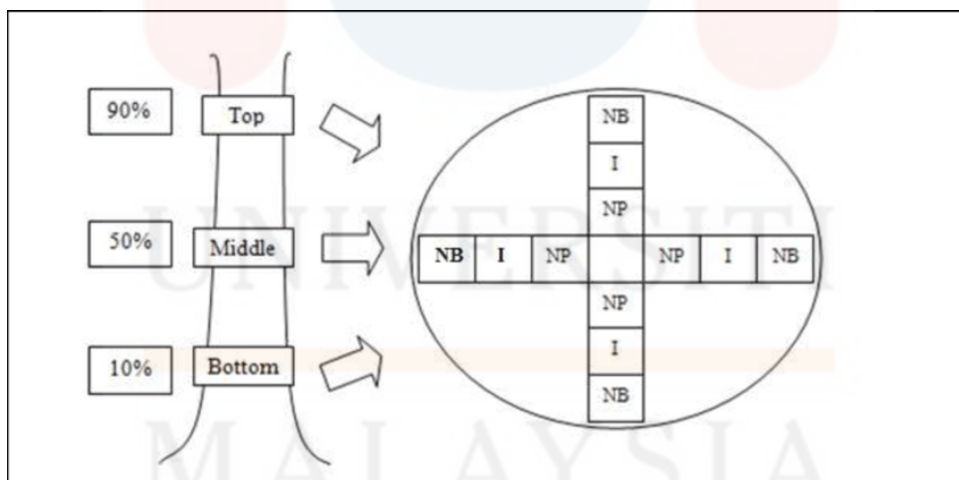 90%
Top
50%
Middle
10%
Bottom
NB
I
NP
NB I NP NP I NB
NP
I
NB
UNIVERSITI
MALAYSIA